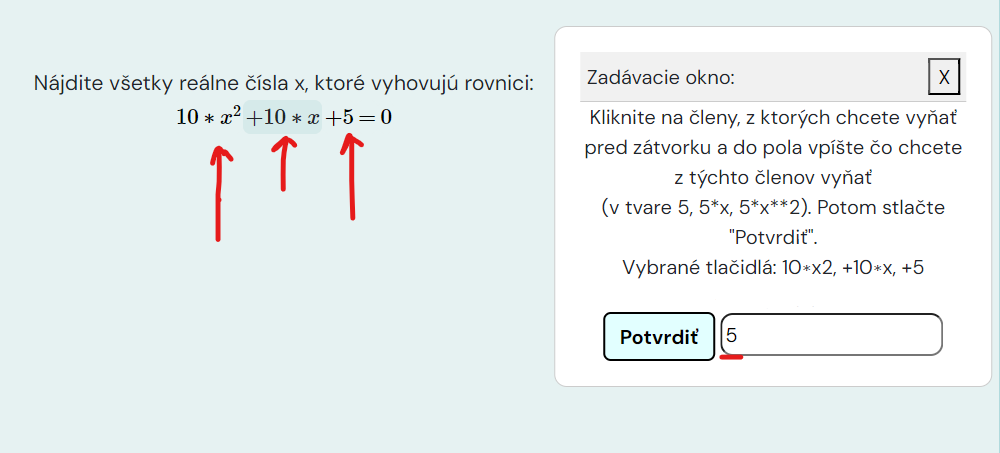 Nájdite všetky reálne čísla x, ktoré vyhovujú rovnici:
10 ∗ x² +10 ∗ x +5 = 0
Zadávacie okno:
X
Kliknite na členy, z ktorých chcete vyňať
pred zátvorku a do pola vpíšte čo chcete
z týchto členov vyňať
(v tvare 5, 5*x, 5*x**2). Potom stlačte
"Potvrdiť".
Vybrané tlačidlá: 10∗x2, +10∗x, +5
Potvrdiť
5